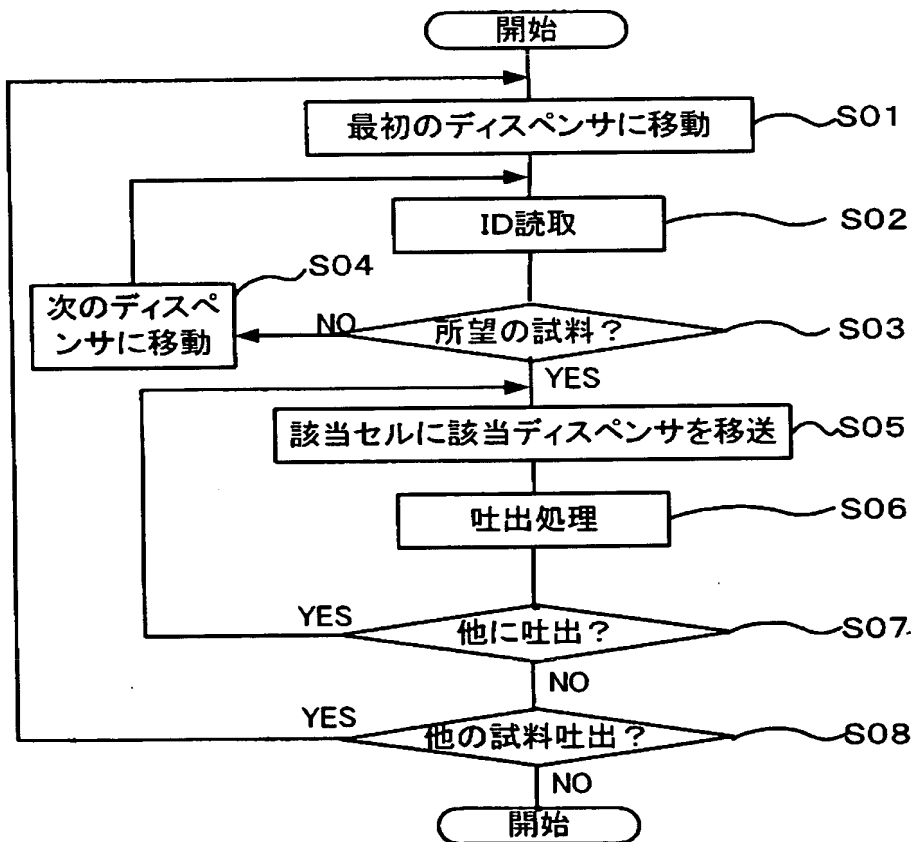 開始
最初のディスペンサに移動
S01
ID読取
S02
S04
次のディスペ
ンサに移動
NO
所望の試料？
S03
YES
該当セルに該当ディスペンサを移送
S05
吐出処理
S06
YES
他に吐出？
S07
NO
YES
他の試料吐出？
S08
NO
開始